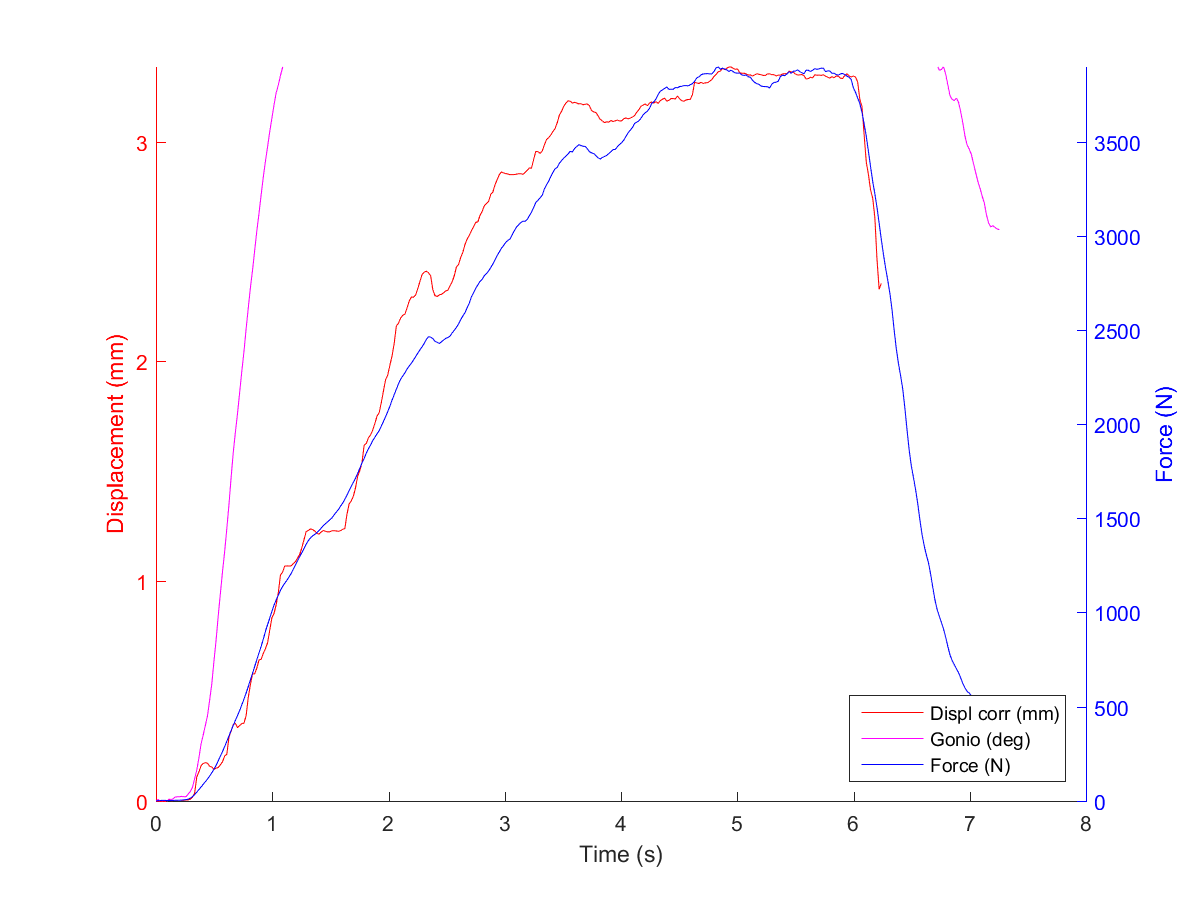 Displacement (mm)
3
2
1
0
3500
3000
2500
2000
1500
1000
500
0
Force (N)
Displ corr (mm)
Gonio (deg)
Force (N)
0 1 2 3 4 5 6 7 8
Time (s)